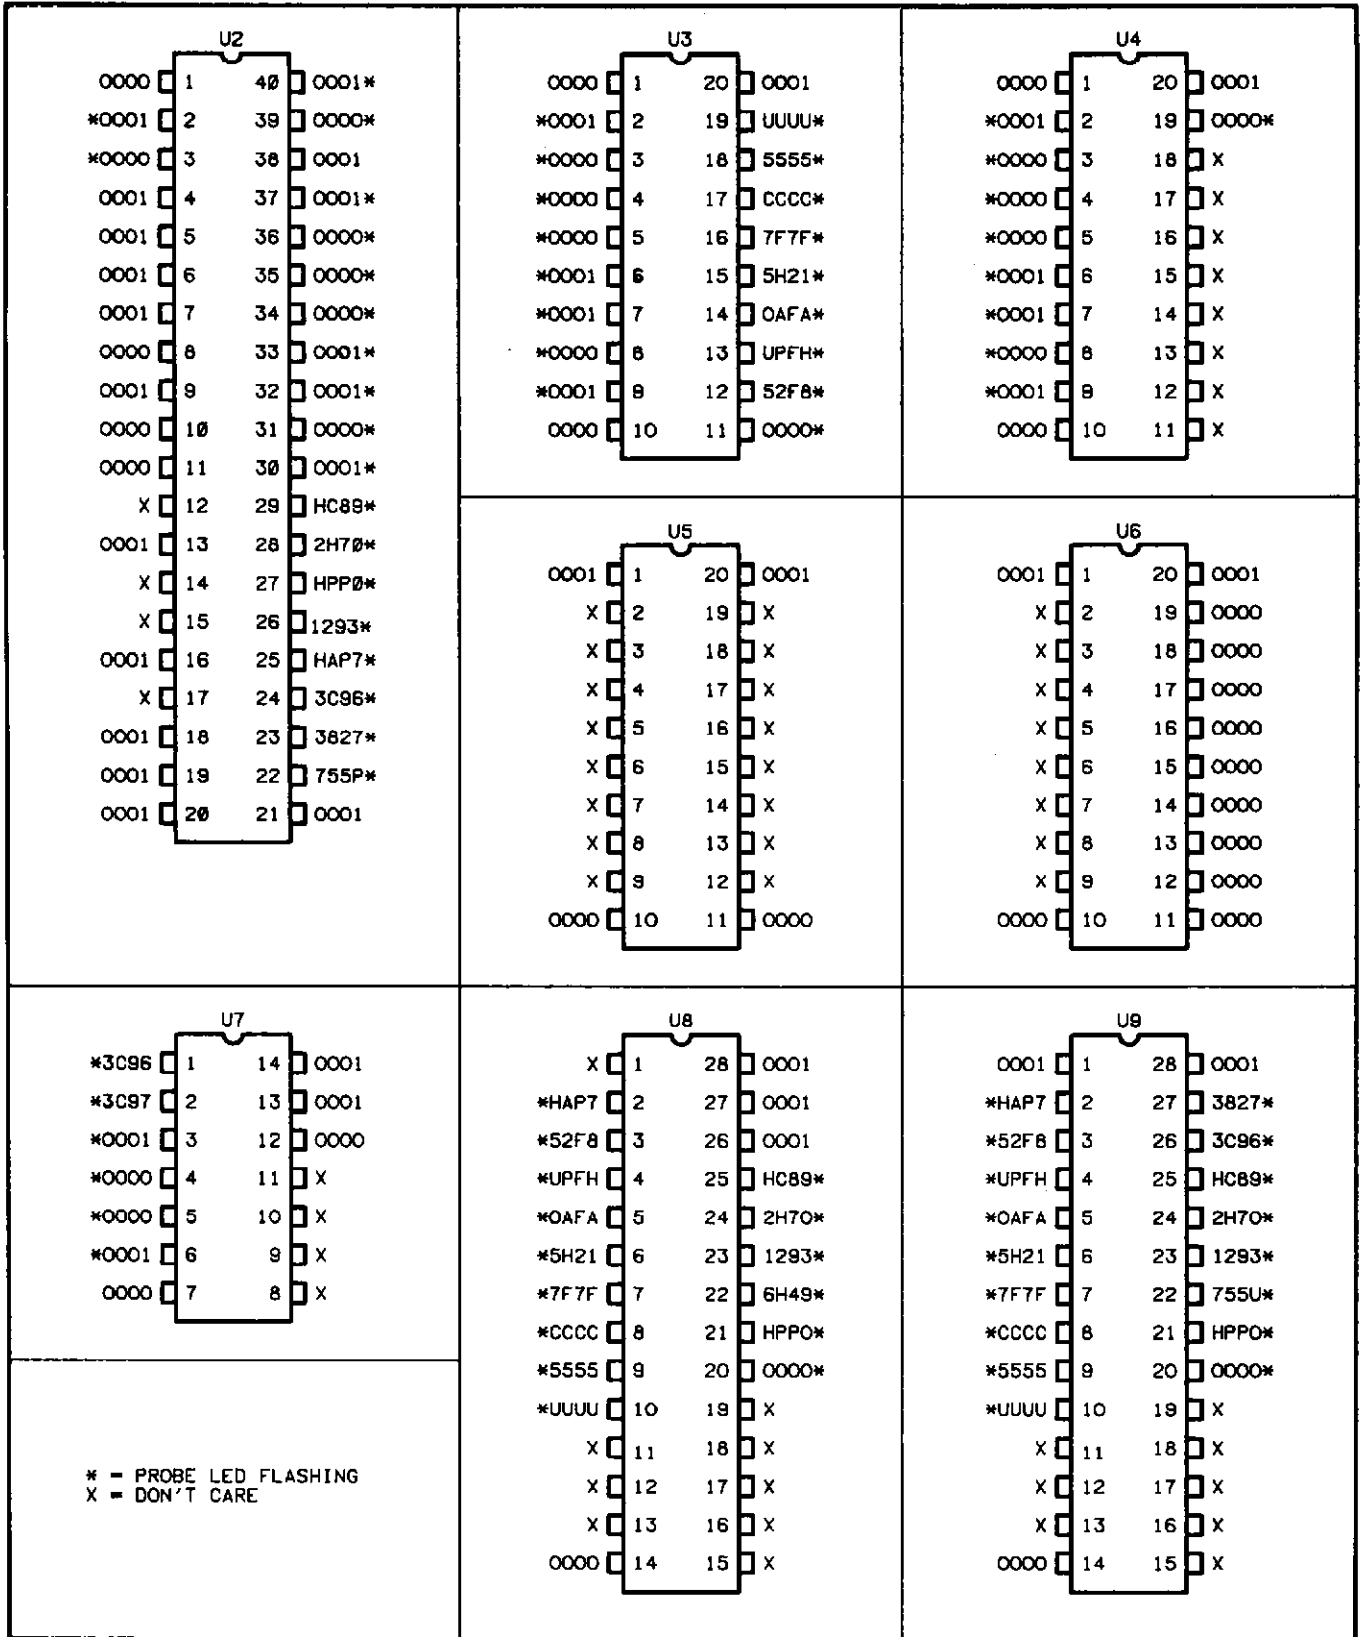 U2
0000 1 40 0001*
*0001 2 39 0000*
*0000 3 38 0001
0001 4 37 0001*
0001 5 36 0000*
0001 6 35 0000*
0001 7 34 0000*
0000 8 33 0001*
0001 9 32 0001*
0000 10 31 0000*
0000 11 30 0001*
X 12 29 HC89*
0001 13 28 2H70*
X 14 27 HPP0*
X 15 26 1293*
0001 16 25 HAP7*
X 17 24 3C96*
0001 18 23 3827*
0001 19 22 755P*
0001 20 21 0001
U3
0000 1 20 0001
*0001 2 19 UUUU*
*0000 3 18 5555*
*0000 4 17 CCCC*
*0000 5 16 7F7F*
*0001 6 15 5H21*
*0001 7 14 0AFA*
*0000 8 13 UPFH*
*0001 9 12 52F8*
0000 10 11 0000*
U4
0000 1 20 0001
*0001 2 19 0000*
*0000 3 18 X
*0000 4 17 X
*0000 5 16 X
*0001 6 15 X
*0001 7 14 X
*0000 8 13 X
*0001 9 12 X
0000 10 11 X
U5
0001 1 20 0001
X 2 19 X
X 3 18 X
X 4 17 X
X 5 16 X
X 6 15 X
X 7 14 X
X 8 13 X
X 9 12 X
0000 10 11 0000
U6
0001 1 20 0001
X 2 19 0000
X 3 18 0000
X 4 17 0000
X 5 16 0000
X 6 15 0000
X 7 14 0000
X 8 13 0000
X 9 12 0000
0000 10 11 0000
U7
*3C96 1 14 0001
*3C97 2 13 0001
*0001 3 12 0000
*0000 4 11 X
*0000 5 10 X
*0001 6 9 X
0000 7 8 X
U8
X 1 28 0001
*HAP7 2 27 0001
*52F8 3 26 0001
*UPFH 4 25 HC89*
*0AFA 5 24 2H70*
*5H21 6 23 1293*
*7F7F 7 22 6H49*
*CCCC 8 21 HPP0*
*5555 9 20 0000*
*UUUU 10 19 X
X 11 18 X
X 12 17 X
X 13 16 X
0000 14 15 X
U9
0001 1 28 0001
*HAP7 2 27 3827*
*52F8 3 26 3C96*
*UPFH 4 25 HC89*
*0AFA 5 24 2H70*
*5H21 6 23 1293*
*7F7F 7 22 755U*
*CCCC 8 21 HPP0*
*5555 9 20 0000*
*UUUU 10 19 X
X 11 18 X
X 12 17 X
X 13 16 X
0000 14 15 X
* = PROBE LED FLASHING
X = DON'T CARE